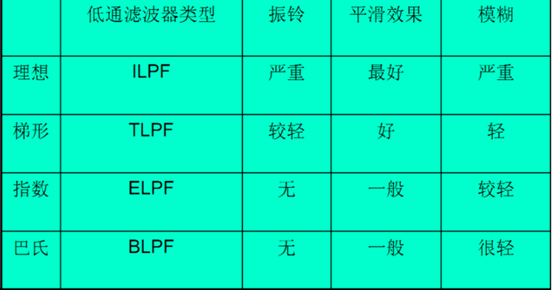 低通滤波器类型 振铃 平滑效果 模糊
理想 ILPF 严重 最好 严重
梯形 TLPF 较轻 好 轻
指数 ELPF 无 一般 较轻
巴氏 BLPF 无 一般 很轻